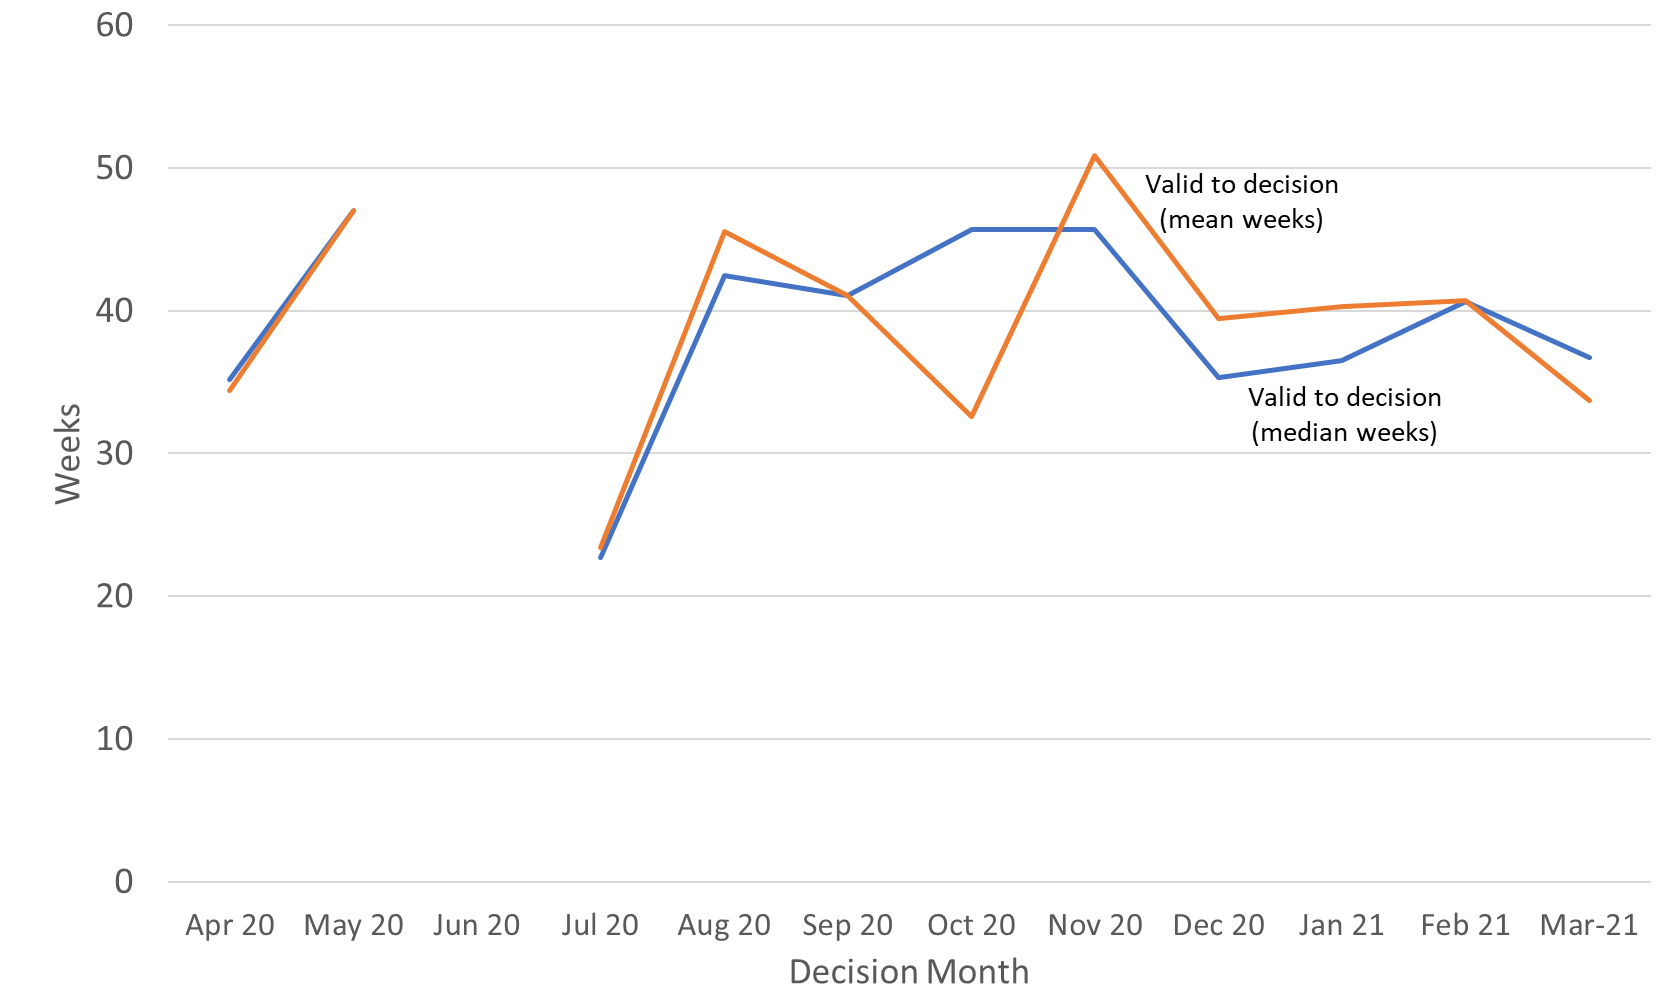 60
50
40
30
20
10
0
Weeks
Valid to decision
(mean weeks)
Valid to decision
(median weeks)
Apr 20 May 20 Jun 20 Jul 20 Aug 20 Sep 20 Oct 20 Nov 20 Dec 20 Jan 21 Feb 21 Mar-21
Decision Month